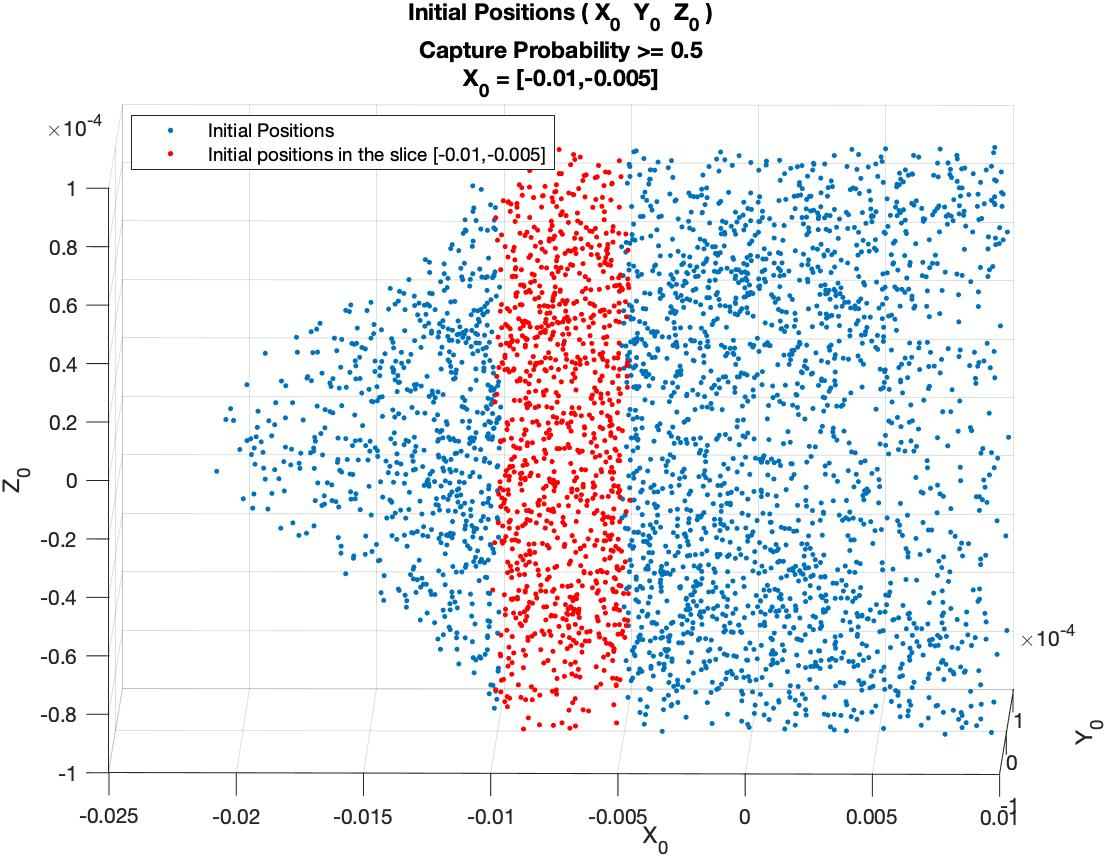 Initial Positions ( X0 Y0 Z0 )
Capture Probability >= 0.5
X0 = [-0.01,-0.005]
×10-4
Initial Positions
Initial positions in the slice [-0.01,-0.005]
1
0.8
0.6
0.4
0.2
0
-0.2
-0.4
-0.6
-0.8
-1
Z0
×10-4
1
0
-1
Y0
-0.025 -0.02 -0.015 -0.01 -0.005 0 0.005 0.01
X0